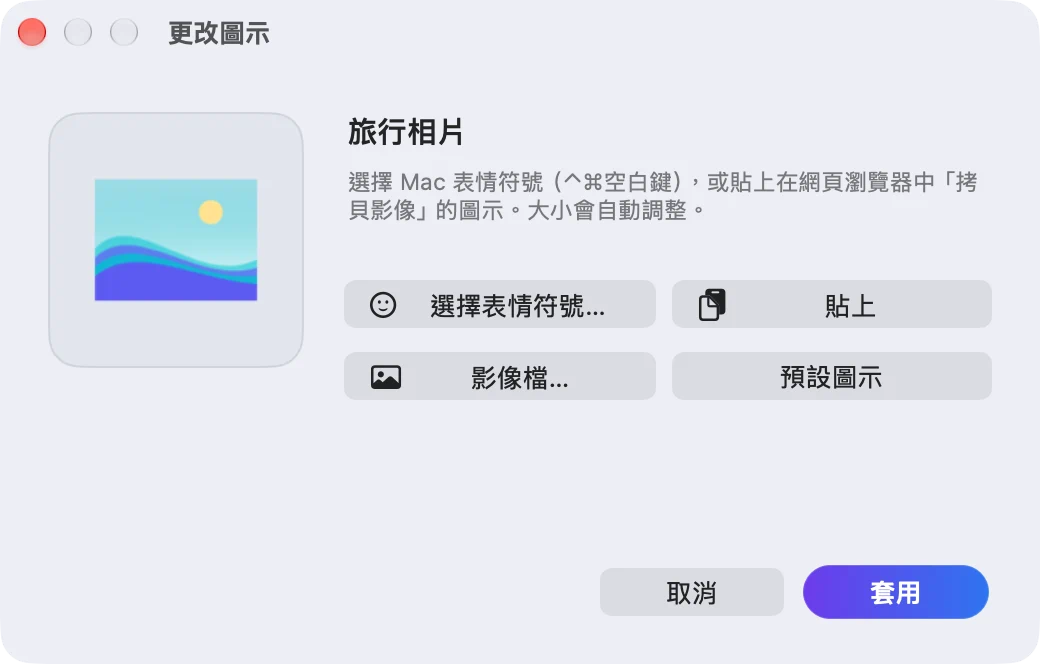 更改圖示
旅行相片
選擇 Mac 表情符號（^⌘空白鍵），或貼上在網頁瀏覽器中「拷
貝影像」的圖示。大小會自動調整。
選擇表情符號...
貼上
影像檔...
預設圖示
取消
套用